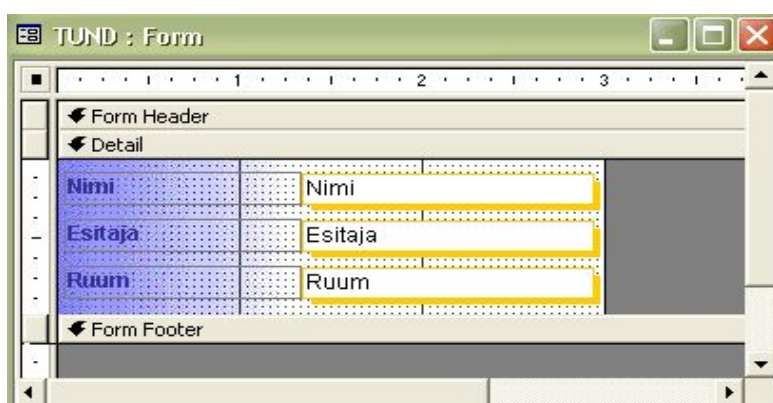 TUND : Form
1 2 3
Form Header
Detail
Nimi Nimi
Esitaja Esitaja
Ruum Ruum
Form Footer